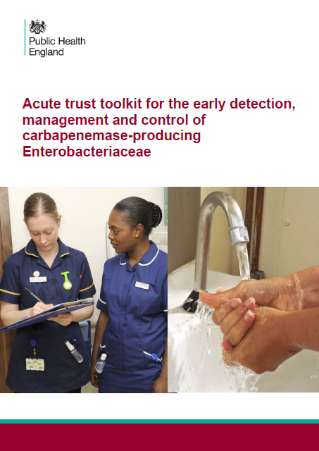 Public Health
England
Acute trust toolkit for the early detection,
management and control of
carbapenemase-producing
Enterobacteriaceae